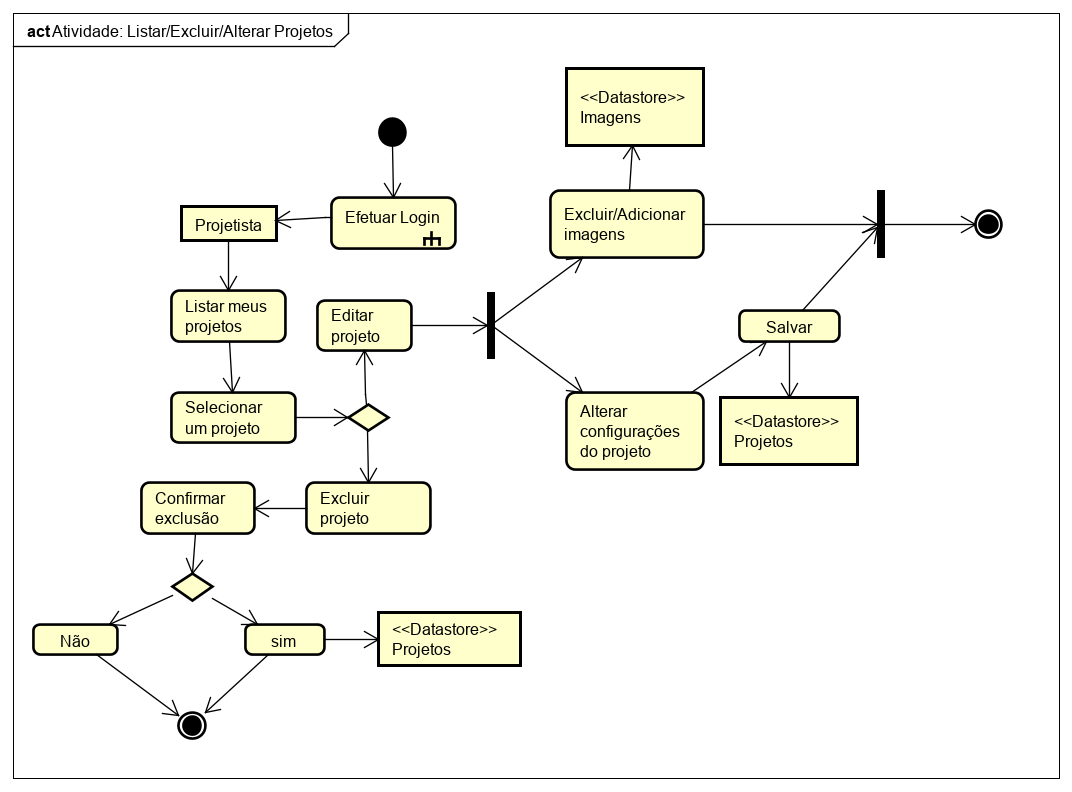 act Atividade: Listar/Excluir/Alterar Projetos
<<Datastore>>
Imagens
Efetuar Login
Projetista
Excluir/Adicionar
imagens
Listar meus
projetos
Editar
projeto
Salvar
Selecionar
um projeto
Alterar
configurações
do projeto
<<Datastore>>
Projetos
Confirmar
exclusão
Excluir
projeto
Não
sim
<<Datastore>>
Projetos